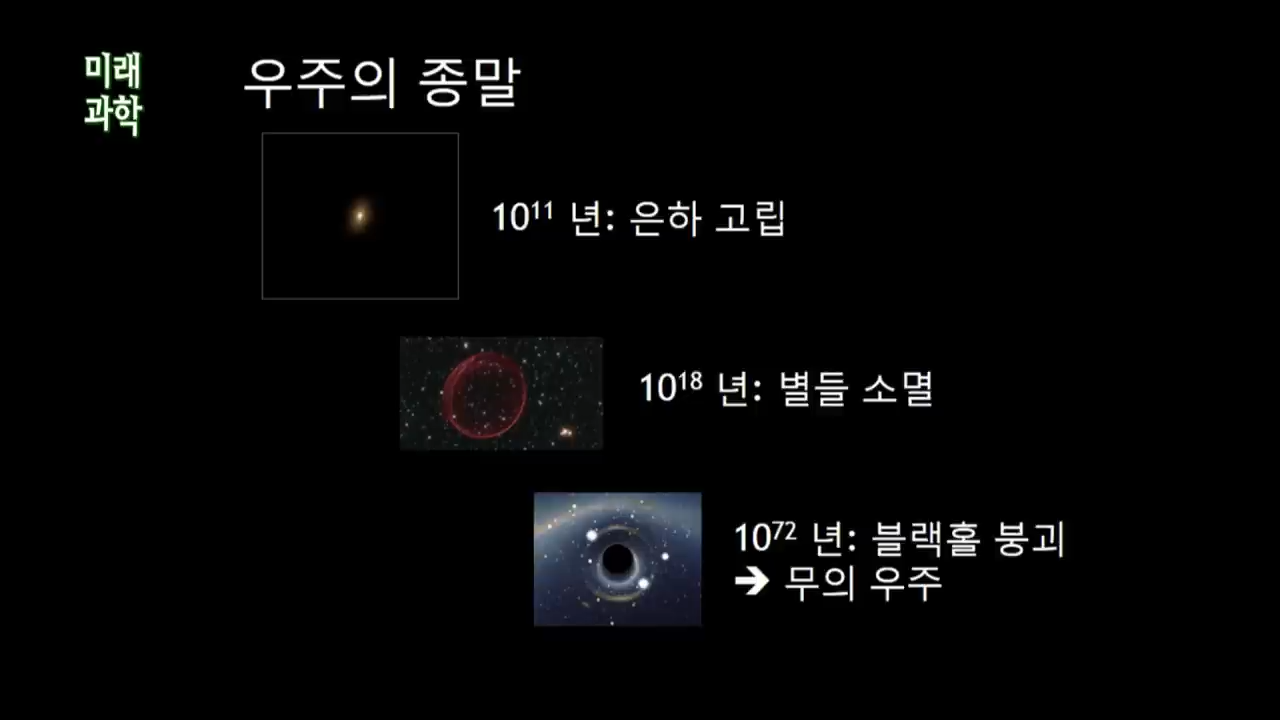 미래
과학
우주의 종말
10¹¹ 년: 은하 고립
10¹⁸ 년: 별들 소멸
10⁷² 년: 블랙홀 붕괴
➔ 무의 우주